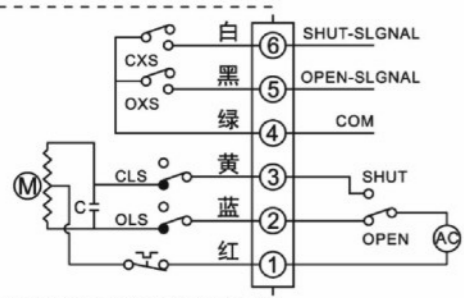 白 ⑥ SHUT-SLGNAL
CXS
黑 ⑤ OPEN-SLGNAL
OXS
绿 ④ COM
黄 ③ SHUT
CLS
M
C
蓝 ②
OLS
OPEN
AC
红 ①